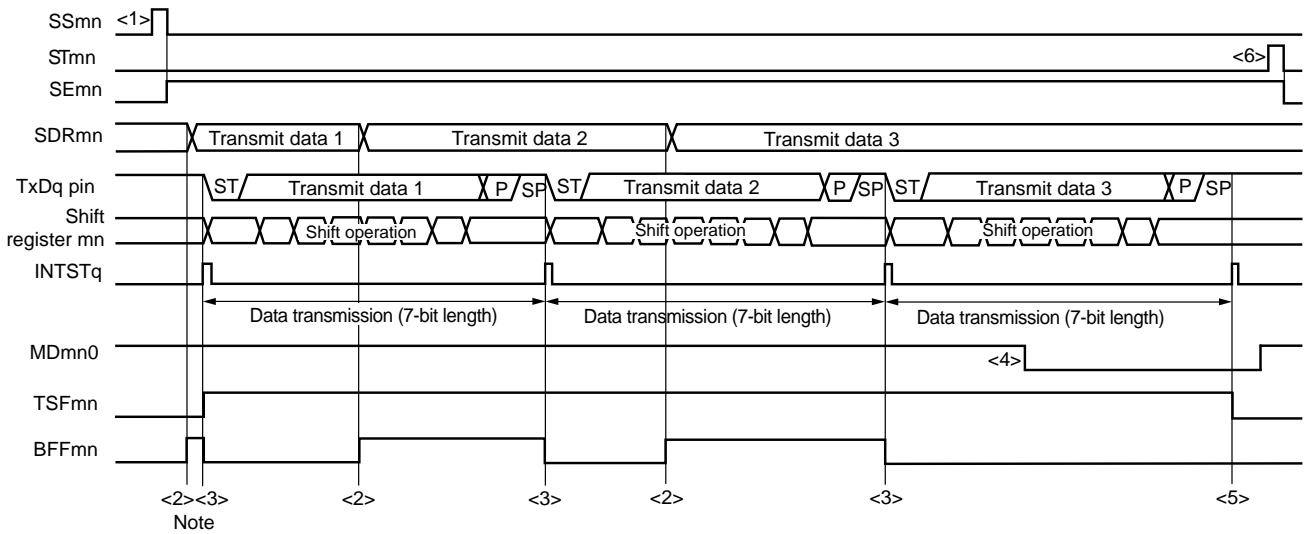 SSmn <1>
STmn <6>
SEmn
SDRmn Transmit data 1 Transmit data 2 Transmit data 3
TxDq pin ST Transmit data 1 P SP ST Transmit data 2 P SP ST Transmit data 3 P SP
Shift
register mn Shift operation Shift operation Shift operation
INTSTq
Data transmission (7-bit length) Data transmission (7-bit length) Data transmission (7-bit length)
MDmn0 <4>
TSFmn
BFFmn
<2><3> <2> <3> <2> <3> <5>
Note